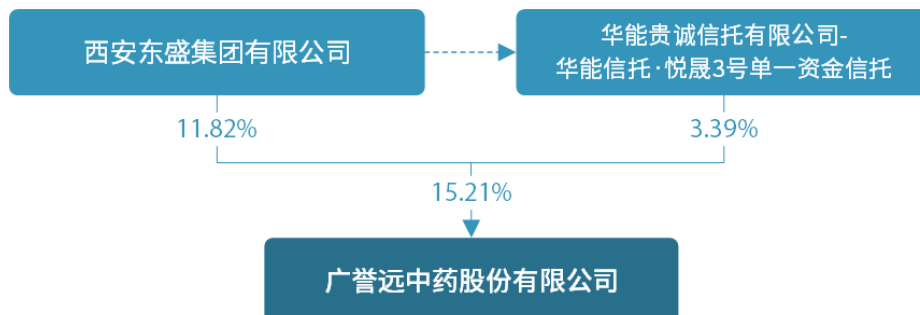 西安东盛集团有限公司
华能贵诚信托有限公司-
华能信托·悦晟3号单一资金信托
11.82%
3.39%
15.21%
广誉远中药股份有限公司